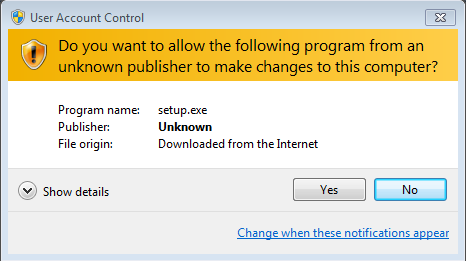 User Account Control
Do you want to allow the following program from an
unknown publisher to make changes to this computer?
Program name: setup.exe
Publisher: Unknown
File origin: Downloaded from the Internet
Show details Yes No
Change when these notifications appear